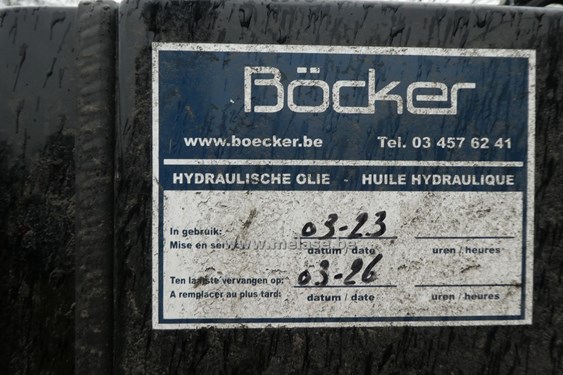 Böcker
www.boecker.be Tel. 03 457 62 41
HYDRAULISCHE OLIE - HUILE HYDRAULIQUE
In gebruik: 03-23
Mise en serv
www.melase.be
datum / date uren / heures
Ten laatste vervangen op: 03-26
A remplacer au plus tard: datum / date uren / heures